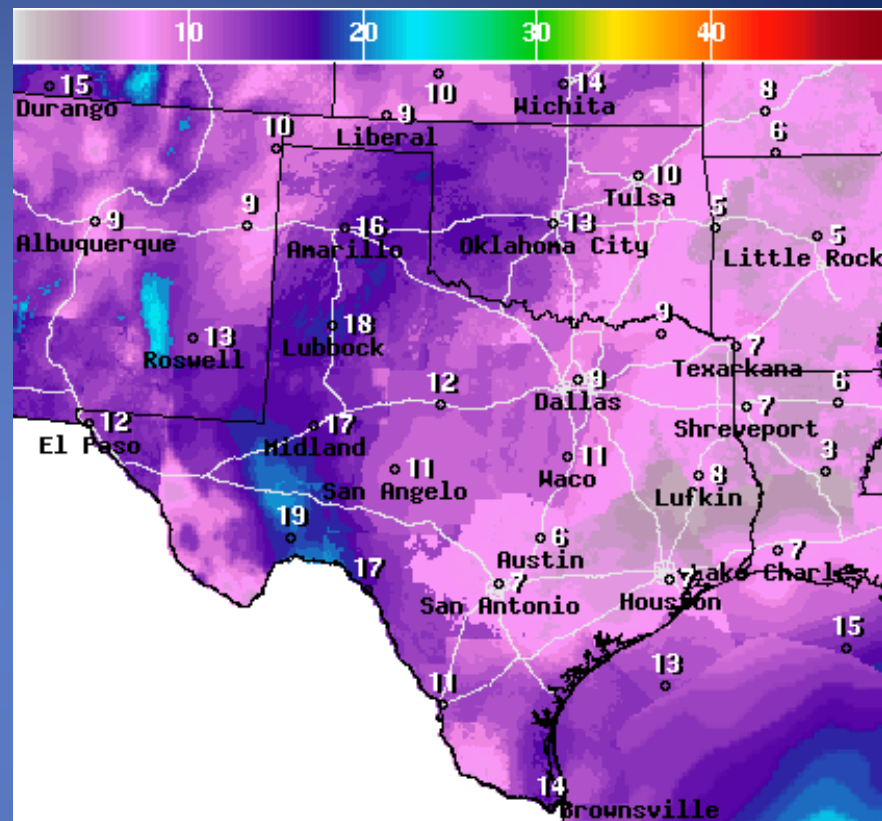 10 20 30 40
15
Durango
10
14
Wichita
8
9
Liberal
10
6
10
Tulsa
9
Albuquerque
9
16
Amarillo
13
Oklahoma City
5
5
Little Rock
13
Roswell
18
Lubbock
9
7
Texarkana
12
El Paso
17
Midland
12
9
Dallas
7
Shreveport
6
11
San Angelo
11
Waco
8
Lufkin
3
19
6
Austin
7
17
7
San Antonio
7
Houston
Lake Charles
15
13
11
14
Brownsville